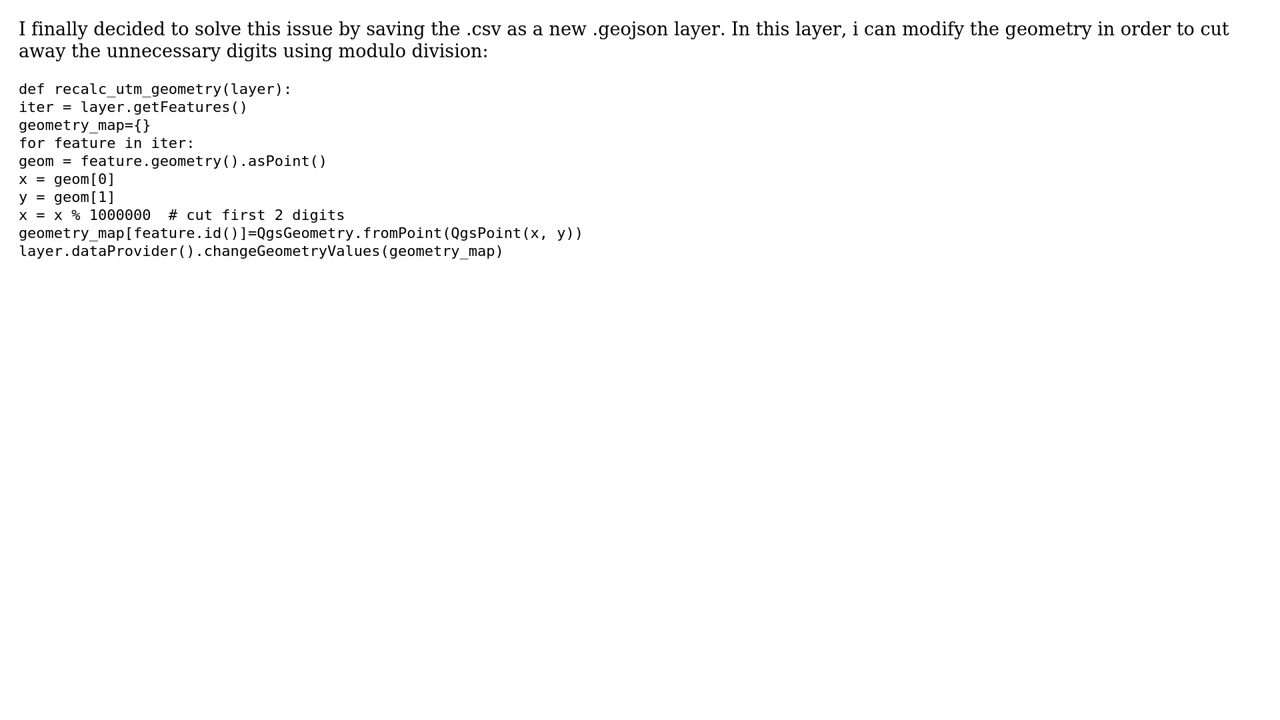 I finally decided to solve this issue by saving the .csv as a new .geojson layer. In this layer, i can modify the geometry in order to cut
away the unnecessary digits using modulo division:
def recalc_utm_geometry(layer):
iter = layer.getFeatures()
geometry_map={}
for feature in iter:
geom = feature.geometry().asPoint()
x = geom[0]
y = geom[1]
x = x % 1000000  # cut first 2 digits
geometry_map[feature.id()]=QgsGeometry.fromPoint(QgsPoint(x, y))
layer.dataProvider().changeGeometryValues(geometry_map)